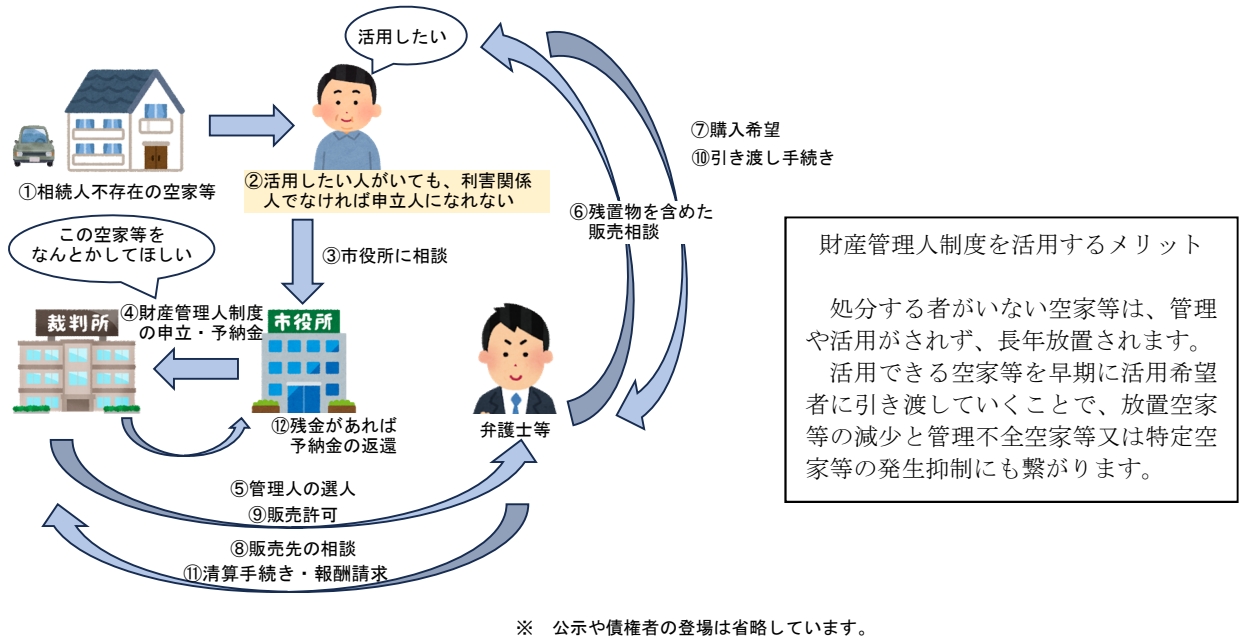 活用したい
①相続人不存在の空家等
②活用したい人がいても、利害関係
人でなければ申立人になれない
③市役所に相談
この空家等を
なんとかしてほしい
④財産管理人制度
の申立・予納金
裁判所
市役所
⑫残金があれば
予納金の返還
弁護士等
⑤管理人の選人
⑨販売許可
⑧販売先の相談
⑪清算手続き・報酬請求
⑥残置物を含めた
販売相談
⑦購入希望
⑩引き渡し手続き
財産管理人制度を活用するメリット
処分する者がいない空家等は、管理
や活用がされず、長年放置されます。
活用できる空家等を早期に活用希望
者に引き渡していくことで、放置空家
等の減少と管理不全空家等又は特定空
家等の発生抑制にも繋がります。
※　公示や債権者の登場は省略しています。